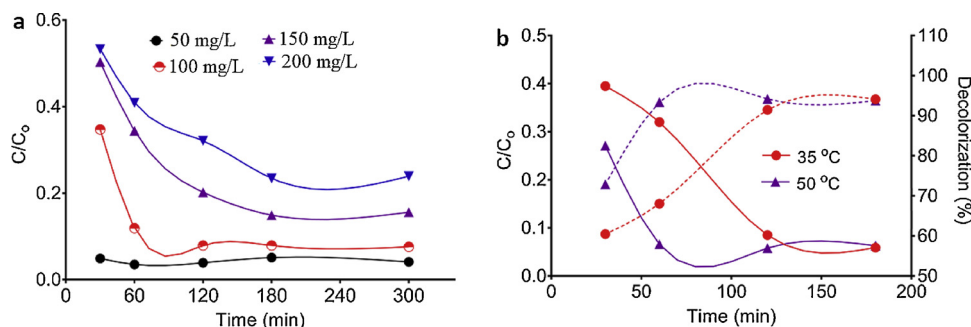 a
0.6
0.4
0.2
0.0
C/Co
50 mg/L
100 mg/L
150 mg/L
200 mg/L
0 60 120 180 240 300
Time (min)
b
0.5
0.4
0.3
0.2
0.1
0.0
C/Co
35 °C
50 °C
110
100
90
80
70
60
50
Decolorization (%)
0 50 100 150 200
Time (min)